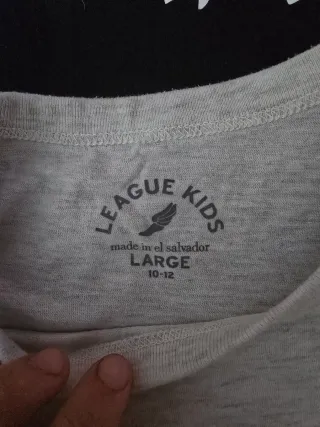 LEAGUE KIDS
made in el salvador
LARGE
10-12